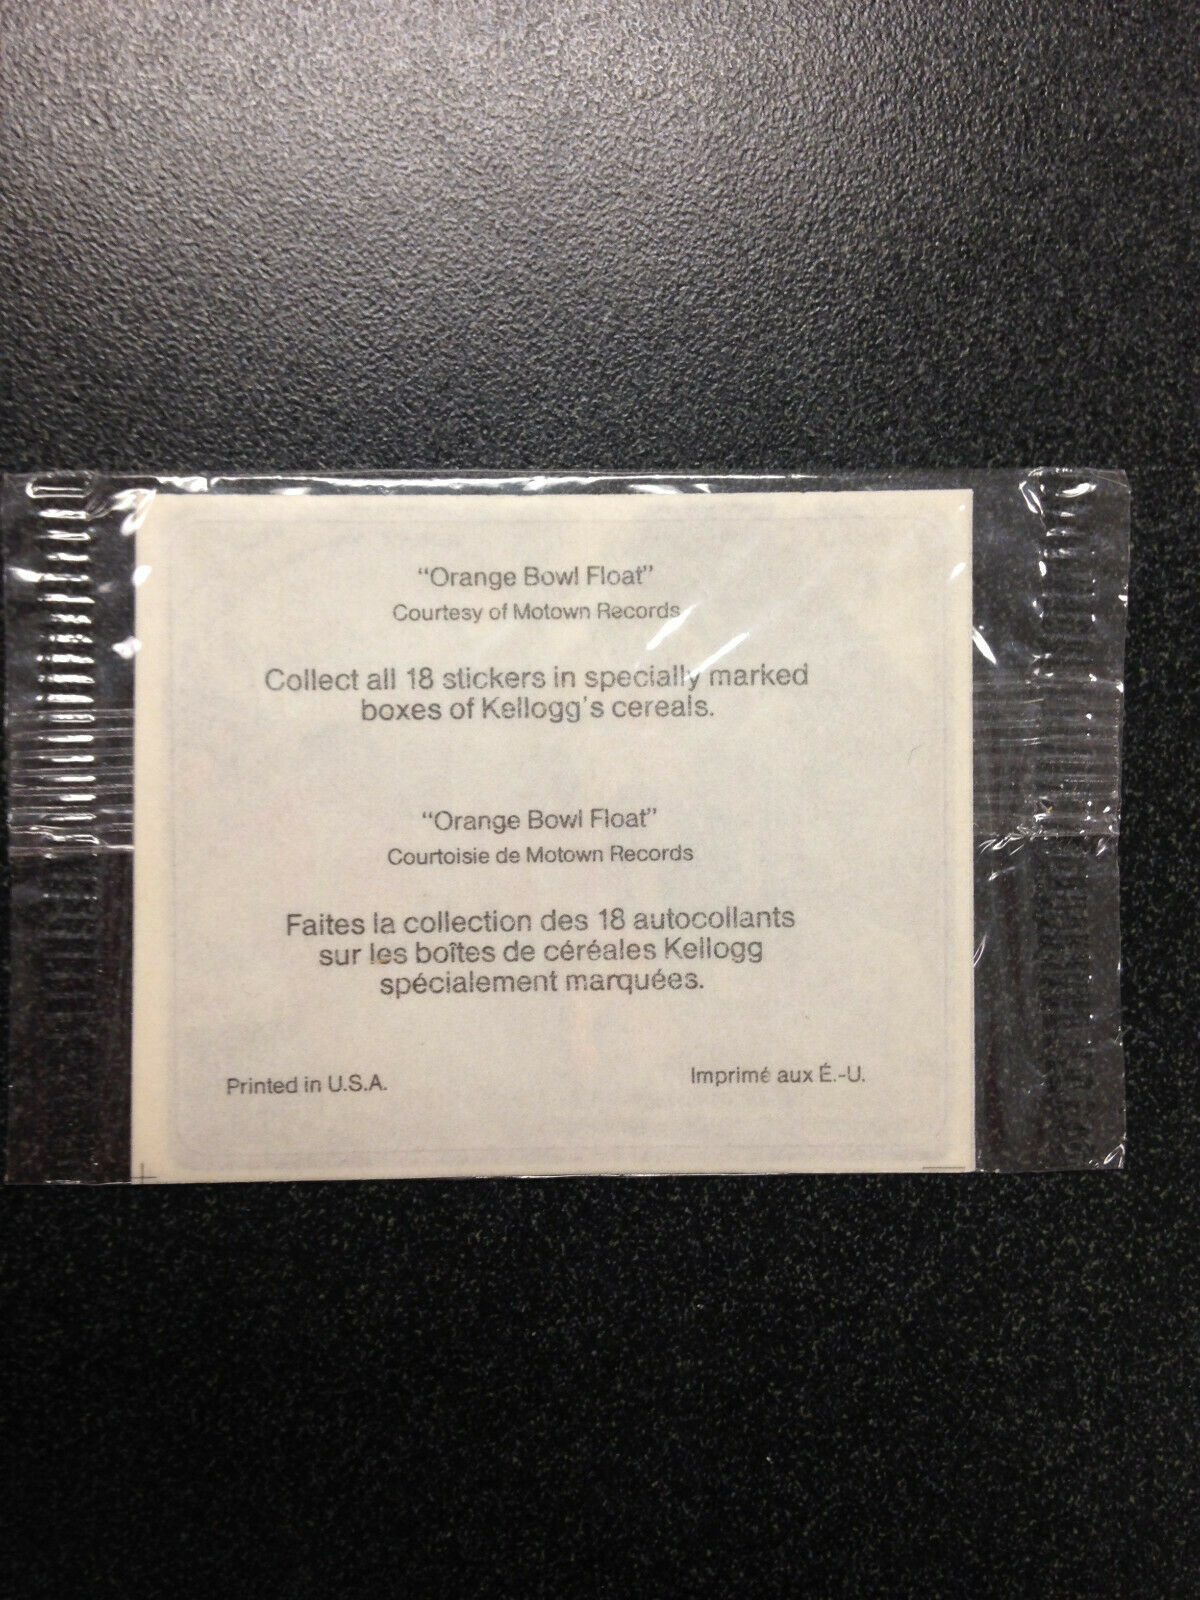 “Orange Bowl Float”
Courtesy of Motown Records
Collect all 18 stickers in specially marked
boxes of Kellogg's cereals.
“Orange Bowl Float”
Courtoisie de Motown Records
Faites la collection des 18 autocollants
sur les boîtes de céréales Kellogg
spécialement marquées.
Printed in U.S.A.
Imprimé aux É.-U.